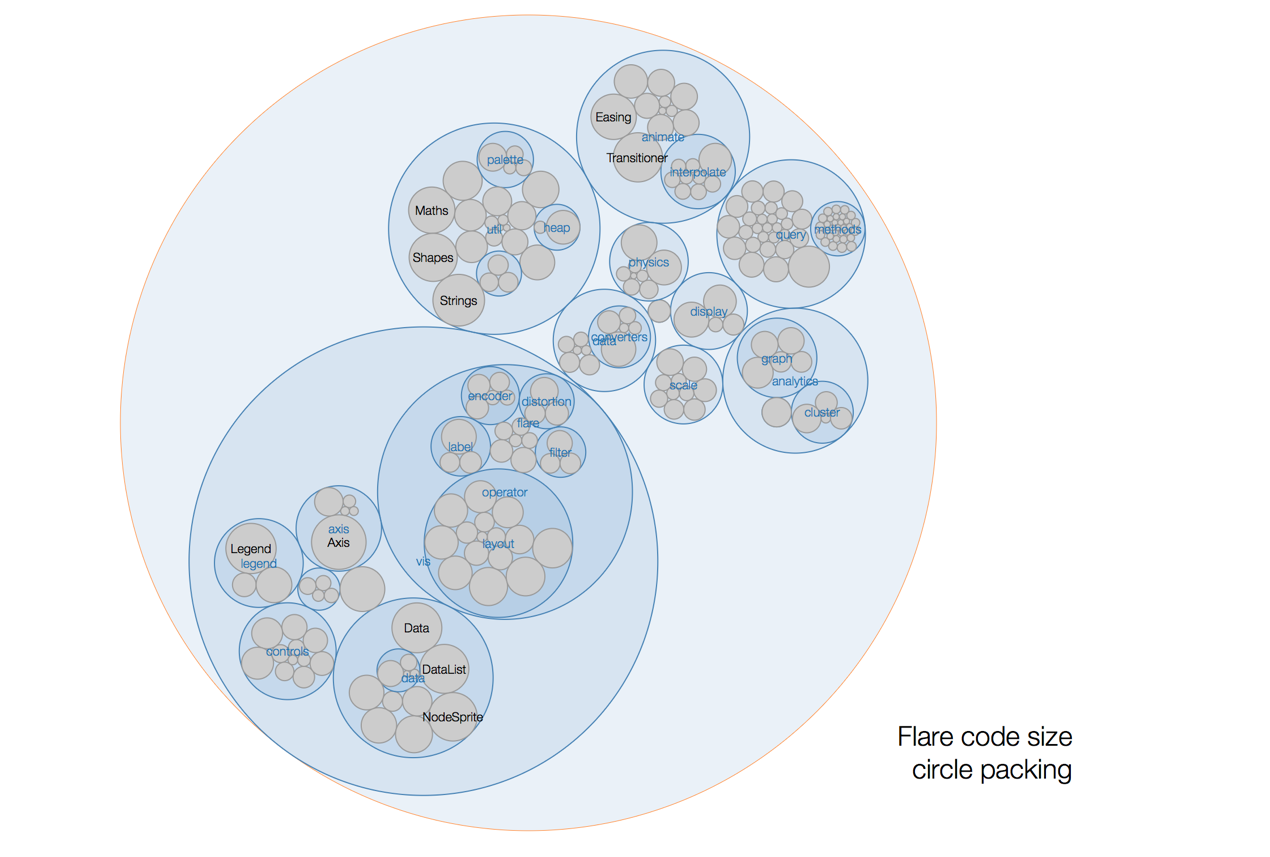 Easing
animate
Transitioner
interpolate
palette
Maths
util
heap
Shapes
Strings
query
methods
physics
display
converters
data
graph
analytics
scale
cluster
encoder
distortion
flare
label
filter
operator
layout
vis
axis
Axis
Legend
legend
controls
Data
DataList
data
NodeSprite
Flare code size
circle packing